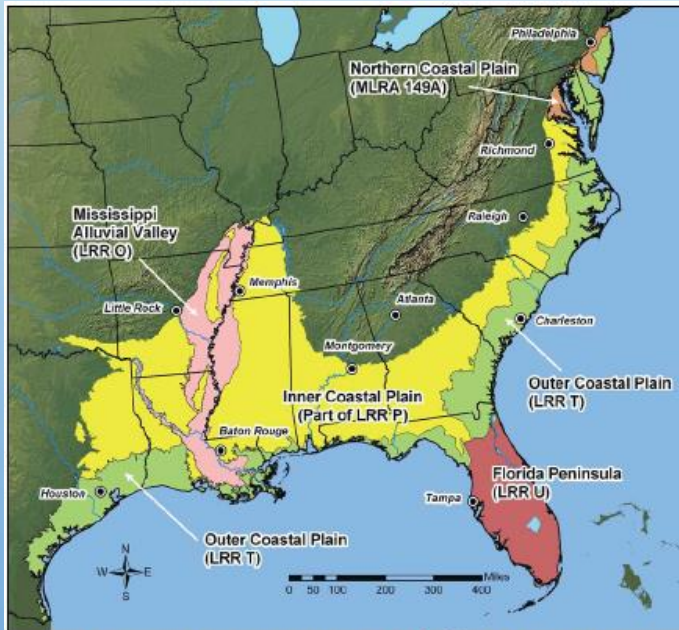 Philadelphia
Northern Coastal Plain
(MLRA 149A)
Richmond
Mississippi
Alluvial Valley
(LRR O)
Raleigh
Memphis
Little Rock
Atlanta
Charleston
Montgomery
Inner Coastal Plain
(Part of LRR P)
Outer Coastal Plain
(LRR T)
Baton Rouge
Houston
Florida Peninsula
(LRR U)
Tampa
Outer Coastal Plain
(LRR T)
N
W E
S
Miles
0 50 100 200 300 400